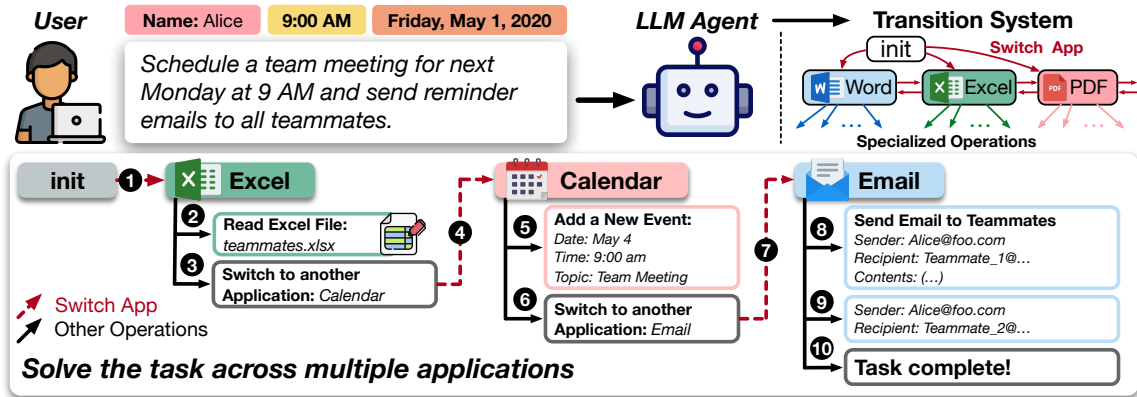 User
Name: Alice
9:00 AM
Friday, May 1, 2020
Schedule a team meeting for next
Monday at 9 AM and send reminder
emails to all teammates.
LLM Agent
Transition System
init
Switch App
W Word
X Excel
PDF PDF
...
...
...
Specialized Operations
init
1
X Excel
2
Read Excel File:
teammates.xlsx
3
Switch to another
Application: Calendar
4
Calendar
5
Add a New Event:
Date: May 4
Time: 9:00 am
Topic: Team Meeting
6
Switch to another
Application: Email
7
Email
8
Send Email to Teammates
Sender: Alice@foo.com
Recipient: Teammate_1@...
Contents: (...)
9
Sender: Alice@foo.com
Recipient: Teammate_2@...
10
Task complete!
Switch App
Other Operations
Solve the task across multiple applications